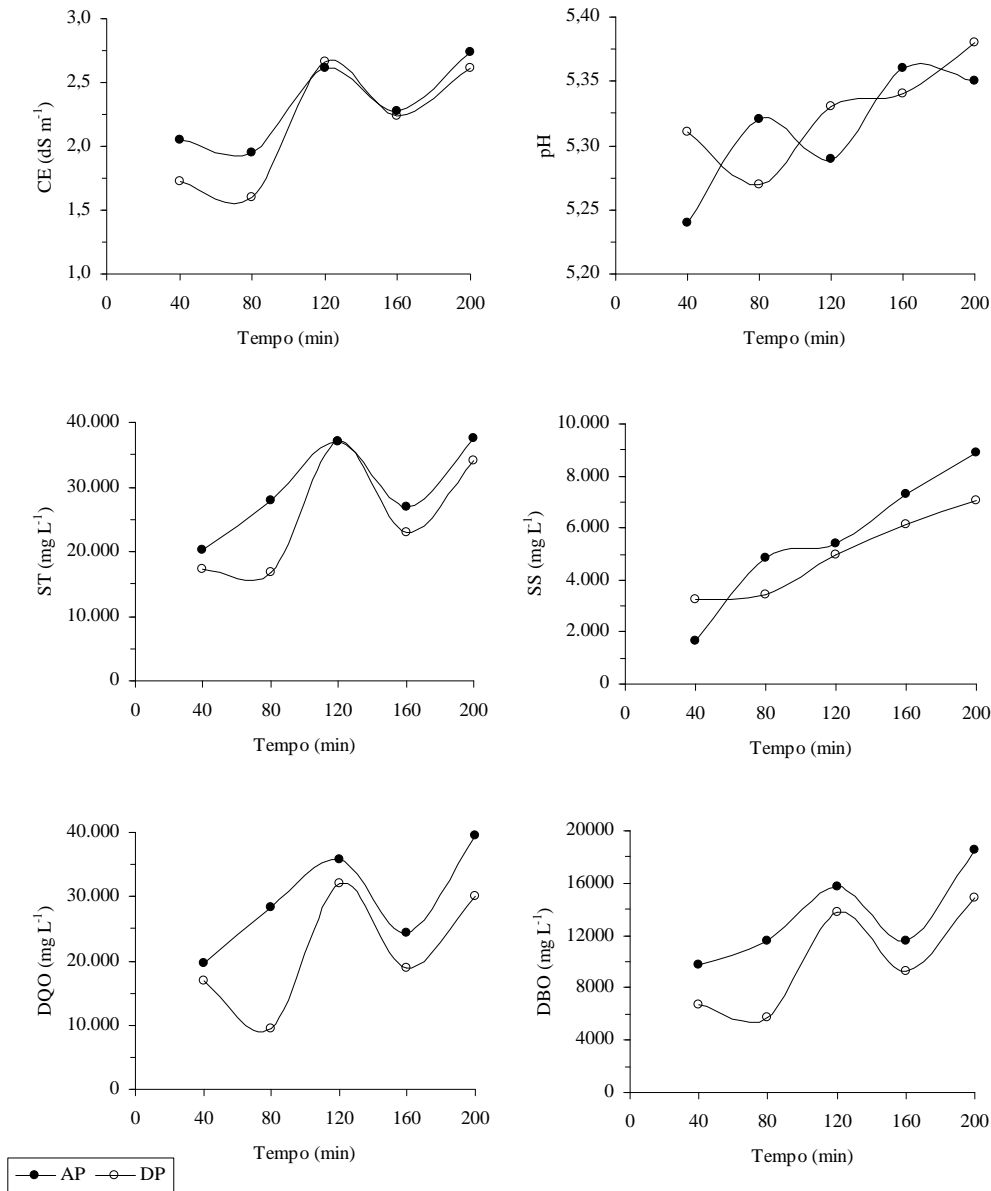 CE (dS m⁻¹)
3,0
2,5
2,0
1,5
1,0
0 40 80 120 160 200
Tempo (min)
pH
5,40
5,35
5,30
5,25
5,20
0 40 80 120 160 200
Tempo (min)
ST (mg L⁻¹)
40.000
30.000
20.000
10.000
0
0 40 80 120 160 200
Tempo (min)
SS (mg L⁻¹)
10.000
8.000
6.000
4.000
2.000
0
0 40 80 120 160 200
Tempo (min)
DQO (mg L⁻¹)
40.000
30.000
20.000
10.000
0
0 40 80 120 160 200
Tempo (min)
DBO (mg L⁻¹)
20000
16000
12000
8000
4000
0
0 40 80 120 160 200
Tempo (min)
AP DP